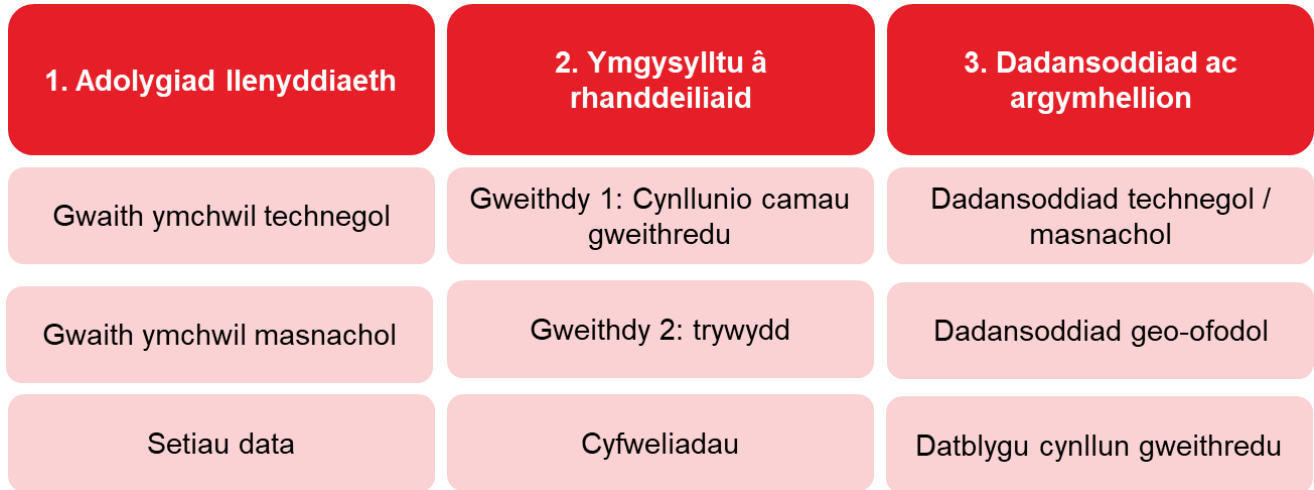 1. Adolygiad llenyddiaeth
Gwaith ymchwil technegol
Gwaith ymchwil masnachol
Setiau data
2. Ymgysylltu â
rhanddeiliaid
Gweithdy 1: Cynllunio camau
gweithredu
Gweithdy 2: trywydd
Cyfweliadau
3. Dadansoddiad ac
argymhellion
Dadansoddiad technegol /
masnachol
Dadansoddiad geo-ofodol
Datblygu cynllun gweithredu